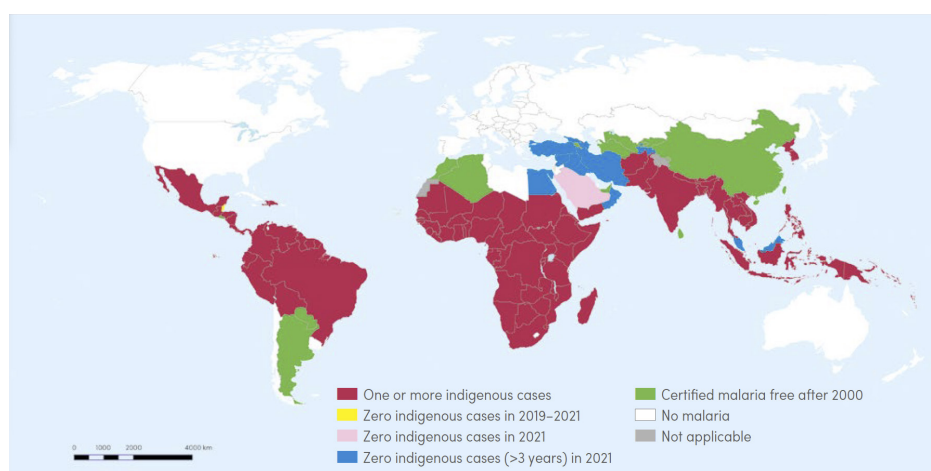 One or more indigenous cases
Zero indigenous cases in 2019–2021
Zero indigenous cases in 2021
Zero indigenous cases (>3 years) in 2021
Certified malaria free after 2000
No malaria
Not applicable
0 1000 2000 4000 km